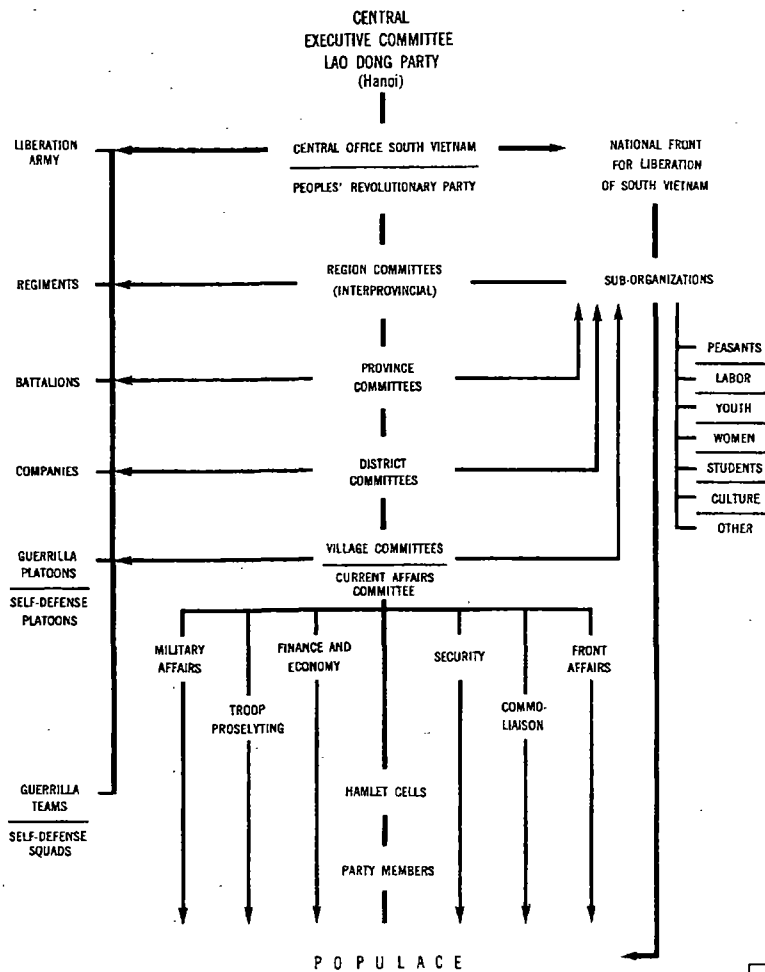 CENTRAL
EXECUTIVE COMMITTEE
LAO DONG PARTY
(Hanoi)
LIBERATION
ARMY
CENTRAL OFFICE SOUTH VIETNAM
PEOPLES' REVOLUTIONARY PARTY
NATIONAL FRONT
FOR LIBERATION
OF SOUTH VIETNAM
REGIMENTS
REGION COMMITTEES
(INTERPROVINCIAL)
SUB-ORGANIZATIONS
PEASANTS
LABOR
YOUTH
WOMEN
STUDENTS
CULTURE
OTHER
BATTALIONS
PROVINCE
COMMITTEES
COMPANIES
DISTRICT
COMMITTEES
GUERRILLA
PLATOONS
SELF-DEFENSE
PLATOONS
VILLAGE COMMITTEES
CURRENT AFFAIRS
COMMITTEE
MILITARY
AFFAIRS
TROOP
PROSELYTING
FINANCE AND
ECONOMY
SECURITY
COMMO-
LIAISON
FRONT
AFFAIRS
GUERRILLA
TEAMS
SELF-DEFENSE
SQUADS
HAMLET CELLS
PARTY MEMBERS
POPULACE